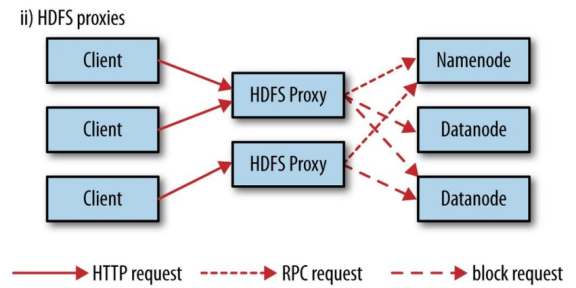 ii) HDFS proxies
Client
Namenode
HDFS Proxy
Client
Datanode
HDFS Proxy
Client
Datanode
HTTP request
RPC request
block request